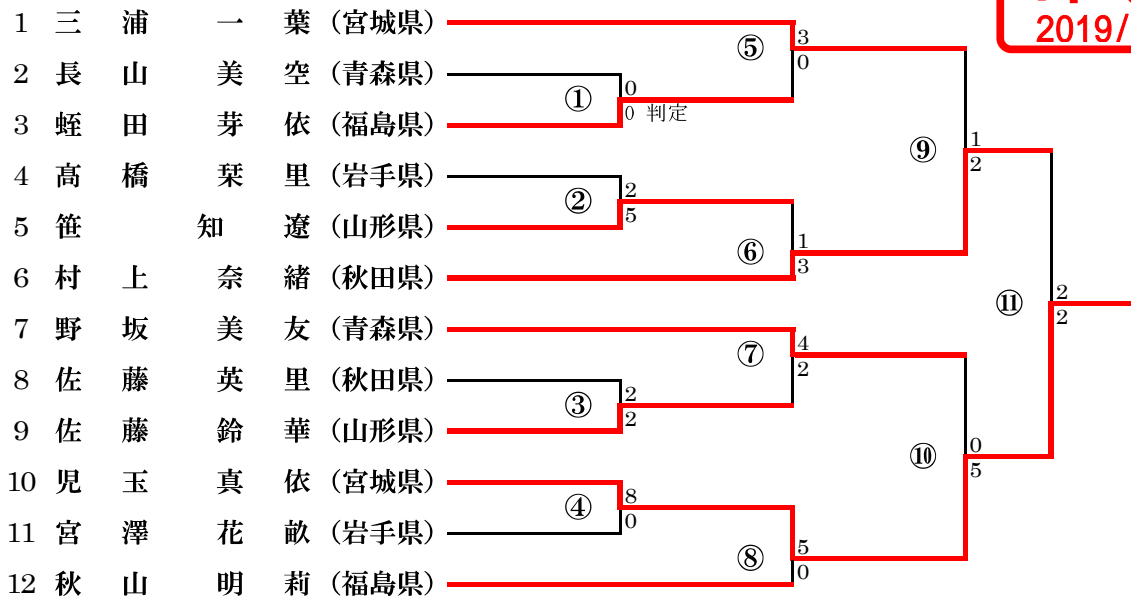 1 三浦 一葉 (宮城県)
2 長山 美空 (青森県)
3 蛭田 芽依 (福島県)
4 髙橋 栞里 (岩手県)
5 笹 知遼 (山形県)
6 村上 奈緒 (秋田県)
7 野坂 美友 (青森県)
8 佐藤 英里 (秋田県)
9 佐藤 鈴華 (山形県)
10 児玉 真依 (宮城県)
11 宮澤 花畝 (岩手県)
12 秋山 明莉 (福島県)
①
0
0 判定
②
2
5
③
2
2
④
8
0
⑤
3
0
⑥
1
3
⑦
4
2
⑧
5
0
⑨
1
2
⑩
0
5
⑪
2
2
2019/